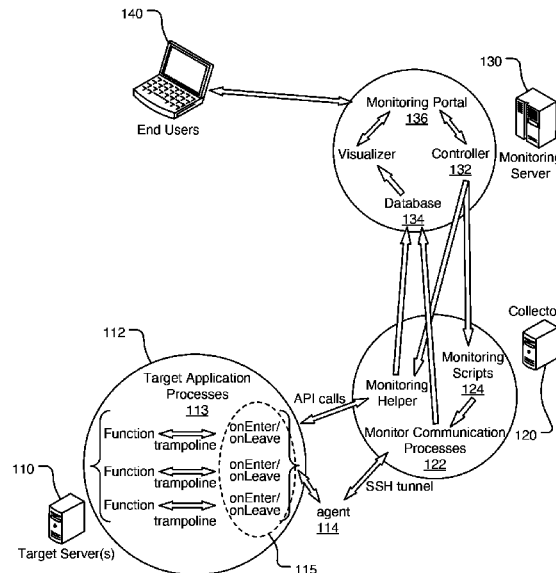 140
End Users
Monitoring Portal
136
Visualizer
Controller
132
Database
134
130
Monitoring
Server
Collector
120
Monitoring
Scripts
124
Monitoring
Helper
Monitor Communication
Processes
122
API calls
SSH tunnel
agent
114
112
Target Application
Processes
113
Function
trampoline
onEnter/
onLeave
Function
trampoline
onEnter/
onLeave
Function
trampoline
onEnter/
onLeave
115
110
Target Server(s)